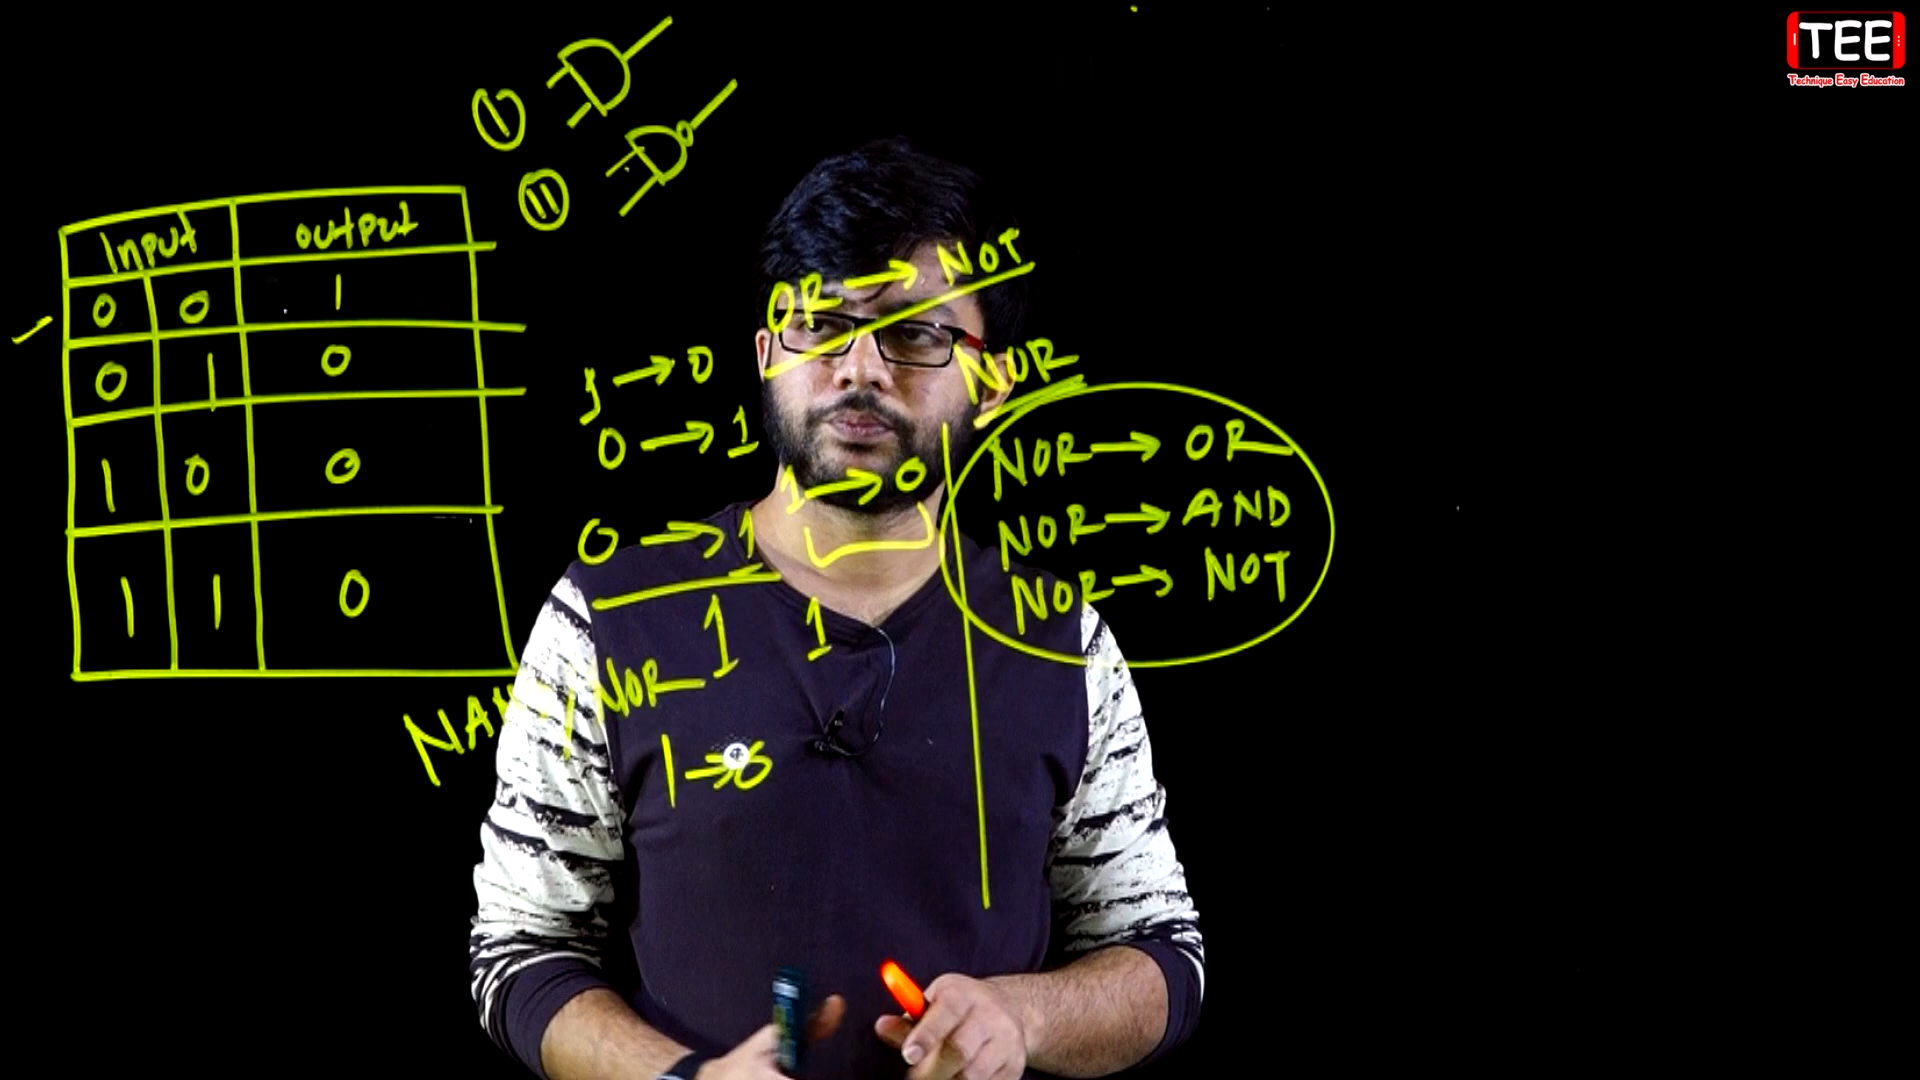 TEE
Technique Easy Education
I
II
Input output
0 0 1
0 1 0
1 0 0
1 1 0
OR → NOT
NOR
1 → 0
0 → 1
1 → 0
0 → 1
1 1
NOR
1 → 0
NOR → OR
NOR → AND
NOR → NOT